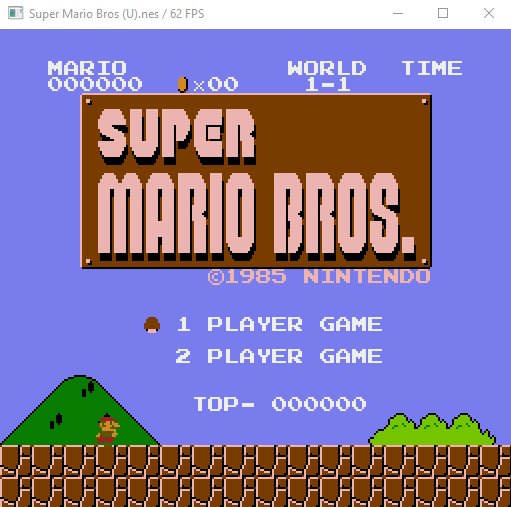 Super Mario Bros (U).nes / 62 FPS
MARIO WORLD TIME
000000 ×00 1-1
SUPER
MARIO BROS.
©1985 NINTENDO
1 PLAYER GAME
2 PLAYER GAME
TOP- 000000